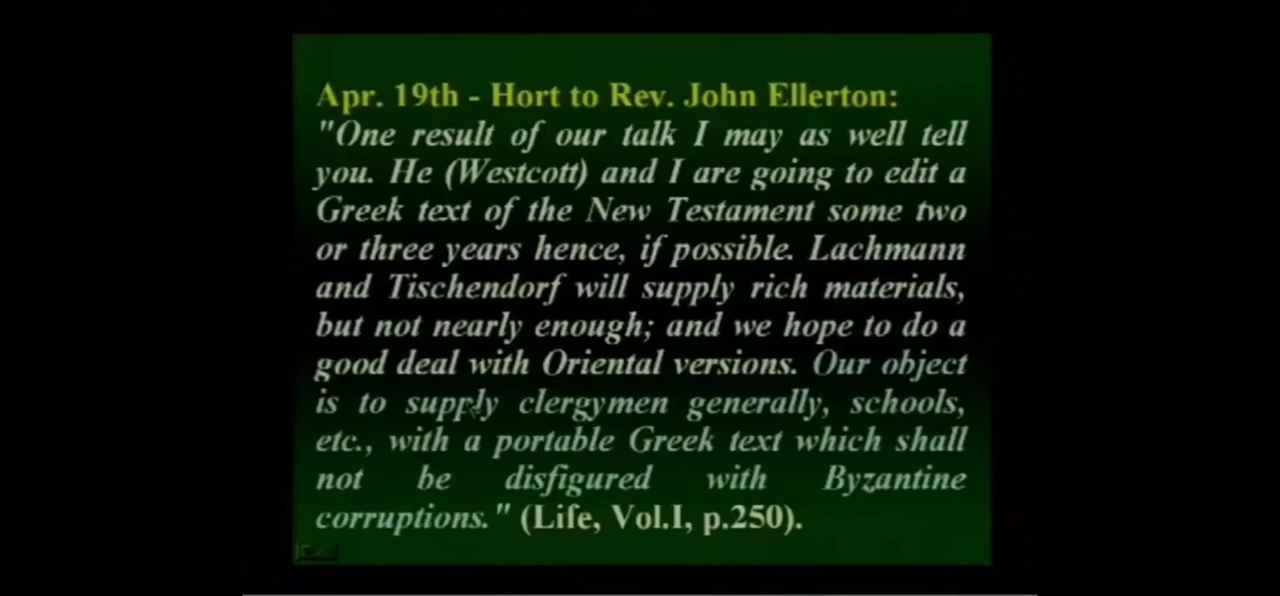 Apr. 19th - Hort to Rev. John Ellerton:
"One result of our talk I may as well tell
you. He (Westcott) and I are going to edit a
Greek text of the New Testament some two
or three years hence, if possible. Lachmann
and Tischendorf will supply rich materials,
but not nearly enough; and we hope to do a
good deal with Oriental versions. Our object
is to supply clergymen generally, schools,
etc., with a portable Greek text which shall
not be disfigured with Byzantine
corruptions." (Life, Vol.I, p.250).